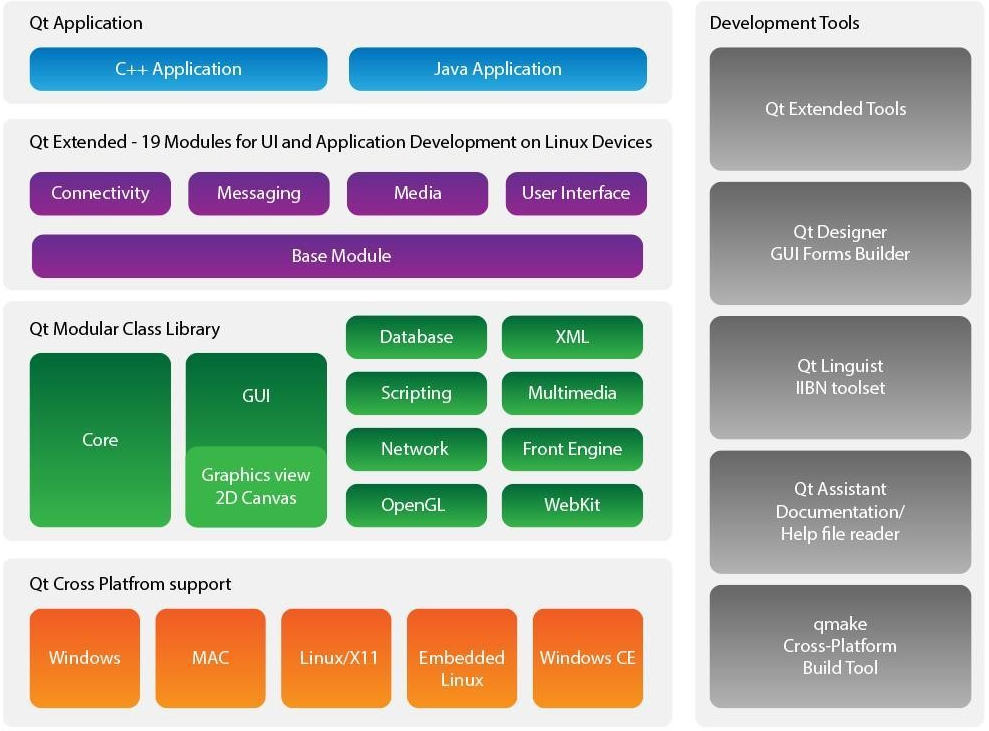 Qt Application
C++ Application
Java Application
Qt Extended - 19 Modules for UI and Application Development on Linux Devices
Connectivity
Messaging
Media
User Interface
Base Module
Qt Modular Class Library
Core
GUI
Graphics view
2D Canvas
Database
XML
Scripting
Multimedia
Network
Front Engine
OpenGL
WebKit
Qt Cross Platfrom support
Windows
MAC
Linux/X11
Embedded
Linux
Windows CE
Development Tools
Qt Extended Tools
Qt Designer
GUI Forms Builder
Qt Linguist
IIBN toolset
Qt Assistant
Documentation/
Help file reader
qmake
Cross-Platform
Build Tool